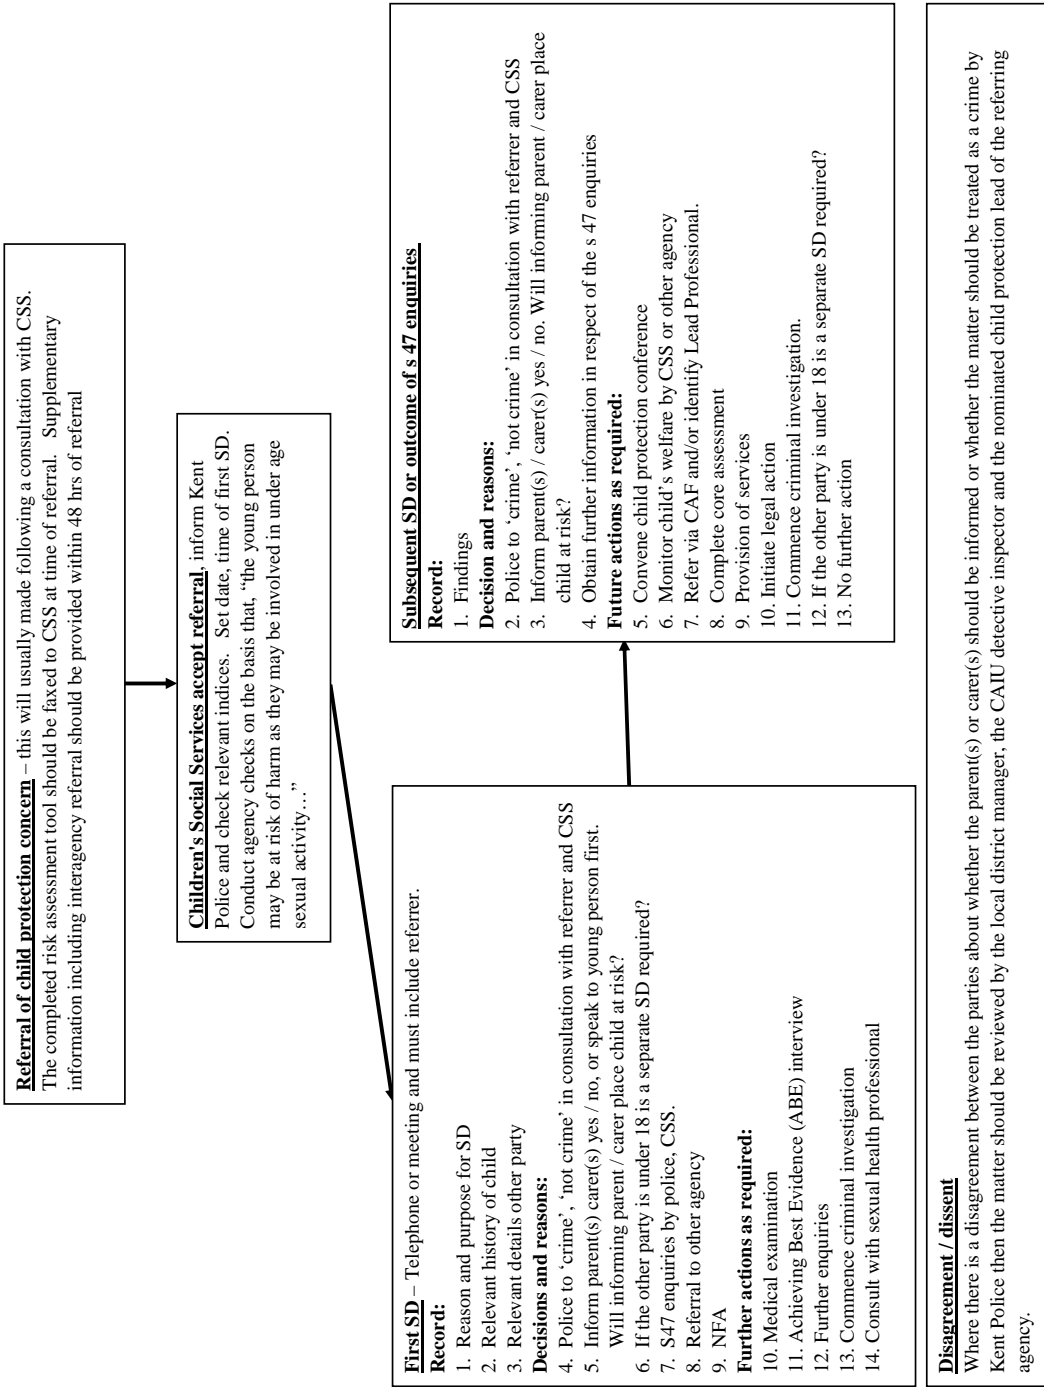 Referral of child protection concern – this will usually made following a consultation with CSS.
The completed risk assessment tool should be faxed to CSS at time of referral.  Supplementary
information including interagency referral should be provided within 48 hrs of referral
Children's Social Services accept referral, inform Kent
Police and check relevant indices.  Set date, time of first SD.
Conduct agency checks on the basis that, “the young person
may be at risk of harm as they may be involved in under age
sexual activity…”
First SD – Telephone or meeting and must include referrer.
Record:
1. Reason and purpose for SD
2. Relevant history of child
3. Relevant details other party
Decisions and reasons:
4. Police to ‘crime’, ‘not crime’ in consultation with referrer and CSS
5. Inform parent(s) carer(s) yes / no, or speak to young person first.
Will informing parent / carer place child at risk?
6. If the other party is under 18 is a separate SD required?
7. S47 enquiries by police, CSS.
8. Referral to other agency
9. NFA
Further actions as required:
10. Medical examination
11. Achieving Best Evidence (ABE) interview
12. Further enquiries
13. Commence criminal investigation
14. Consult with sexual health professional
Subsequent SD or outcome of s 47 enquiries
Record:
1. Findings
Decision and reasons:
2. Police to ‘crime’, ‘not crime’ in consultation with referrer and CSS
3. Inform parent(s) / carer(s) yes / no. Will informing parent / carer place
child at risk?
4. Obtain further information in respect of the s 47 enquiries
Future actions as required:
5. Convene child protection conference
6. Monitor child's welfare by CSS or other agency
7. Refer via CAF and/or identify Lead Professional.
8. Complete core assessment
9. Provision of services
10. Initiate legal action
11. Commence criminal investigation.
12. If the other party is under 18 is a separate SD required?
13. No further action
Disagreement / dissent
Where there is a disagreement between the parties about whether the parent(s) or carer(s) should be informed or whether the matter should be treated as a crime by
Kent Police then the matter should be reviewed by the local district manager, the CAIU detective inspector and the nominated child protection lead of the referring
agency.